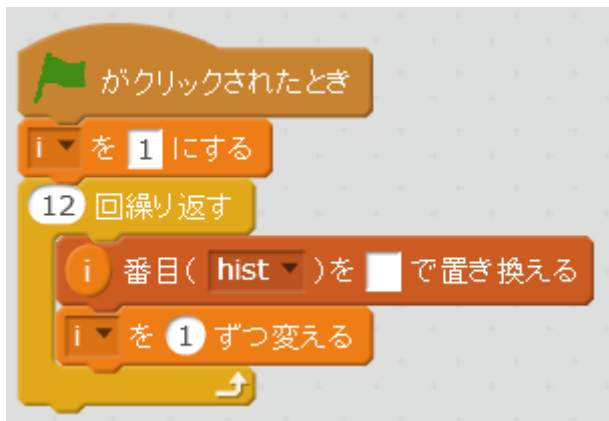 がクリックされたとき
i を 1 にする
12 回繰り返す
i 番目( hist )を で置き換える
i を 1 ずつ変える